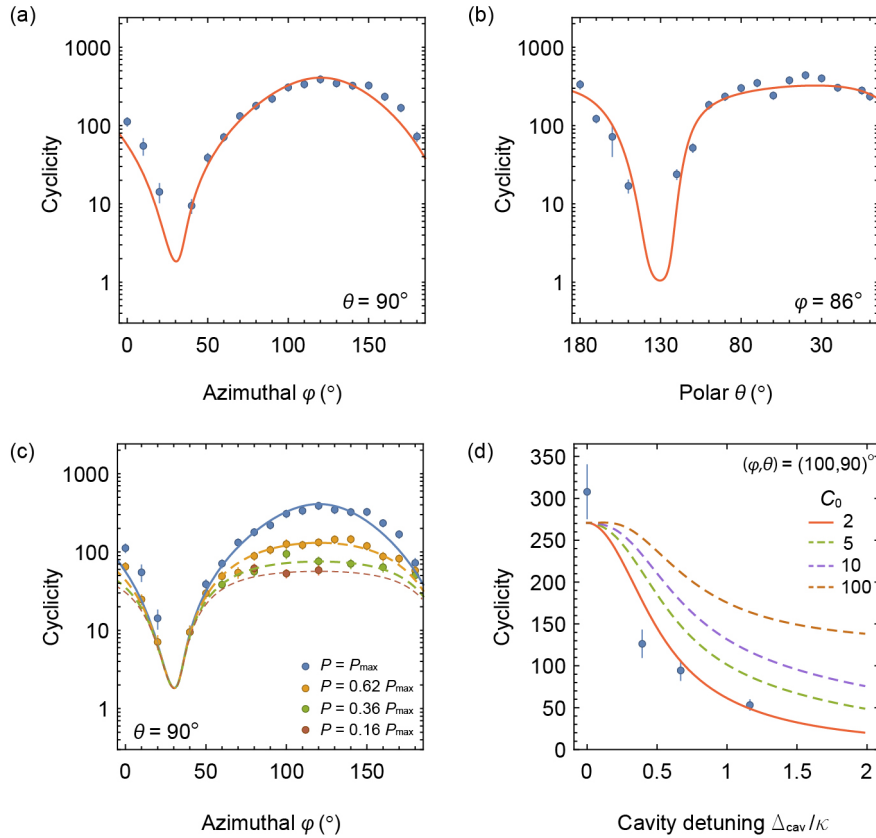 (a)
1000
100
10
1
Cyclicity
θ = 90°
0
50
100
150
Azimuthal φ (°)
(b)
1000
100
10
1
Cyclicity
φ = 86°
180
130
80
30
Polar θ (°)
(c)
1000
100
10
1
Cyclicity
P = Pmax
P = 0.62 Pmax
P = 0.36 Pmax
P = 0.16 Pmax
θ = 90°
0
50
100
150
Azimuthal φ (°)
(d)
350
300
250
200
150
100
50
0
Cyclicity
(φ,θ) = (100,90)°
C0
2
5
10
100
0
0.5
1
1.5
2
Cavity detuning Δcav/κ